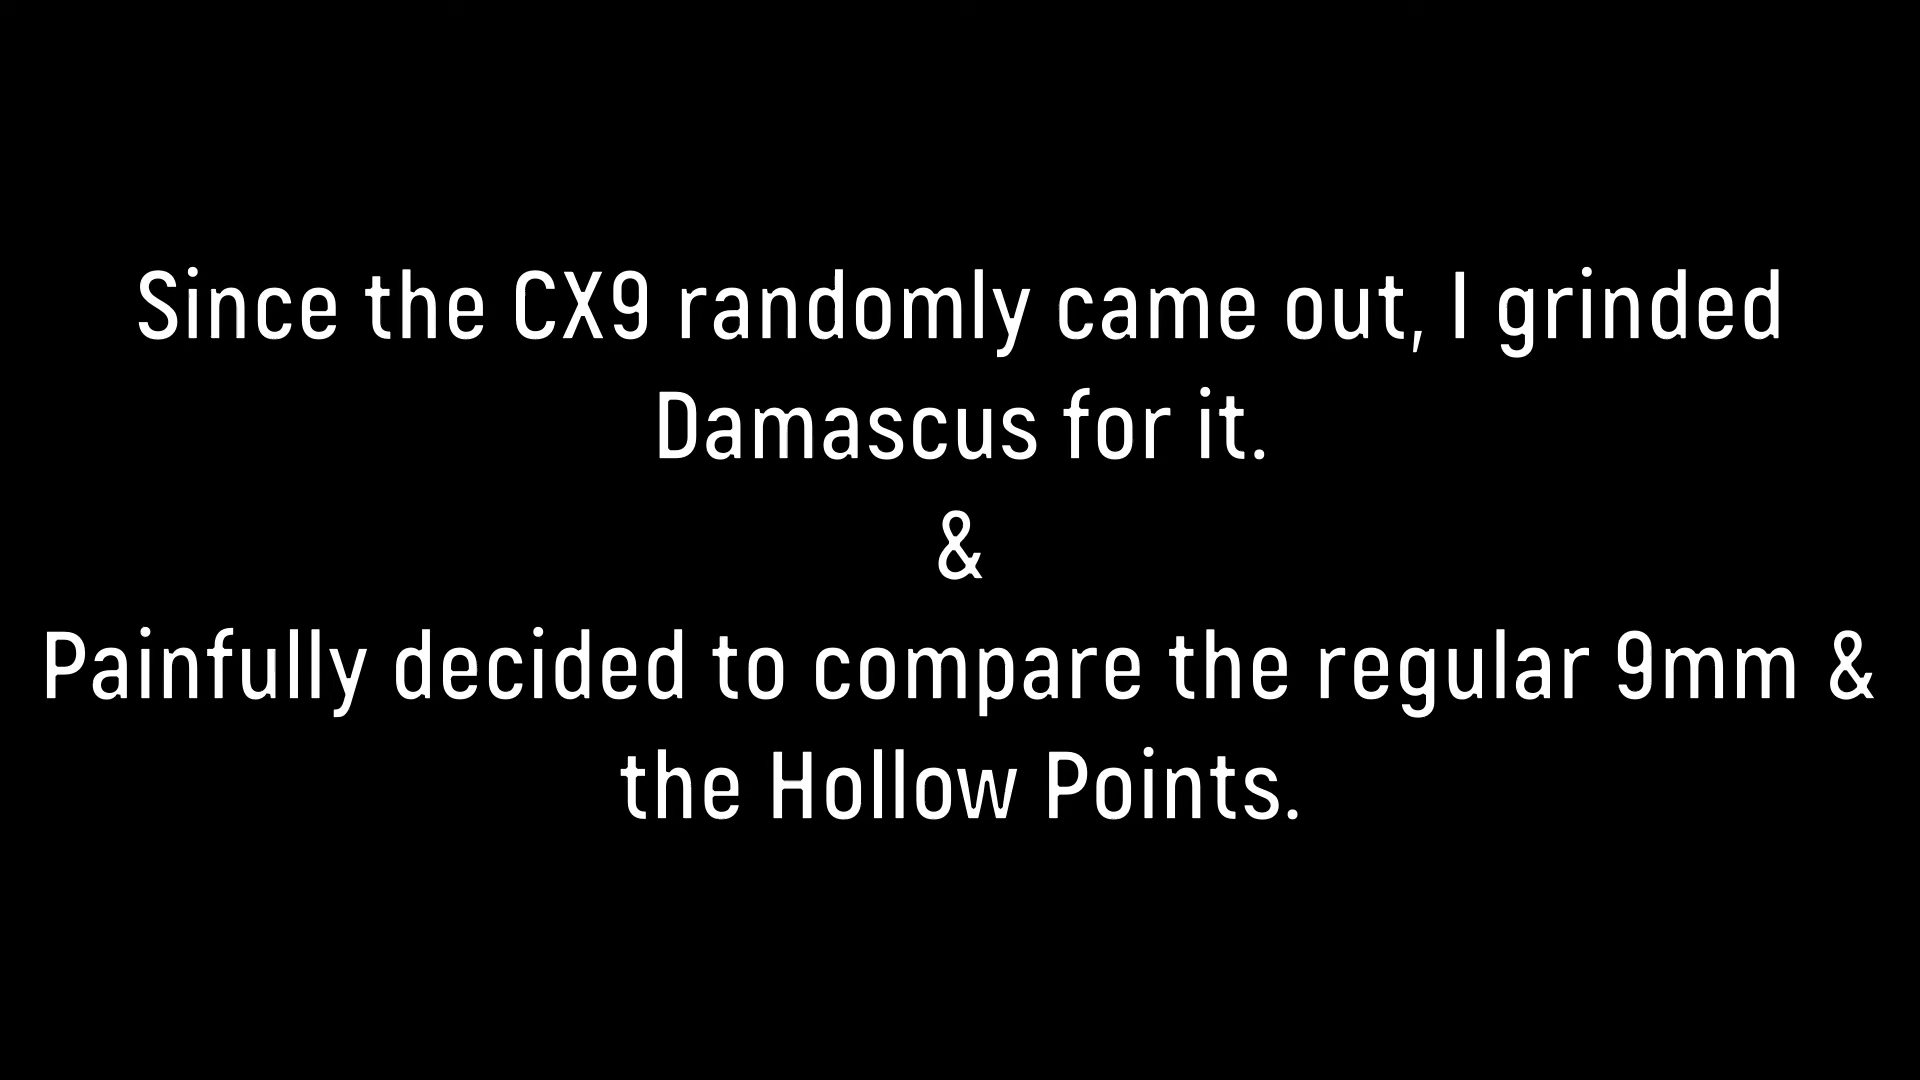 Since the CX9 randomly came out, I grinded
Damascus for it.
&
Painfully decided to compare the regular 9mm &
the Hollow Points.